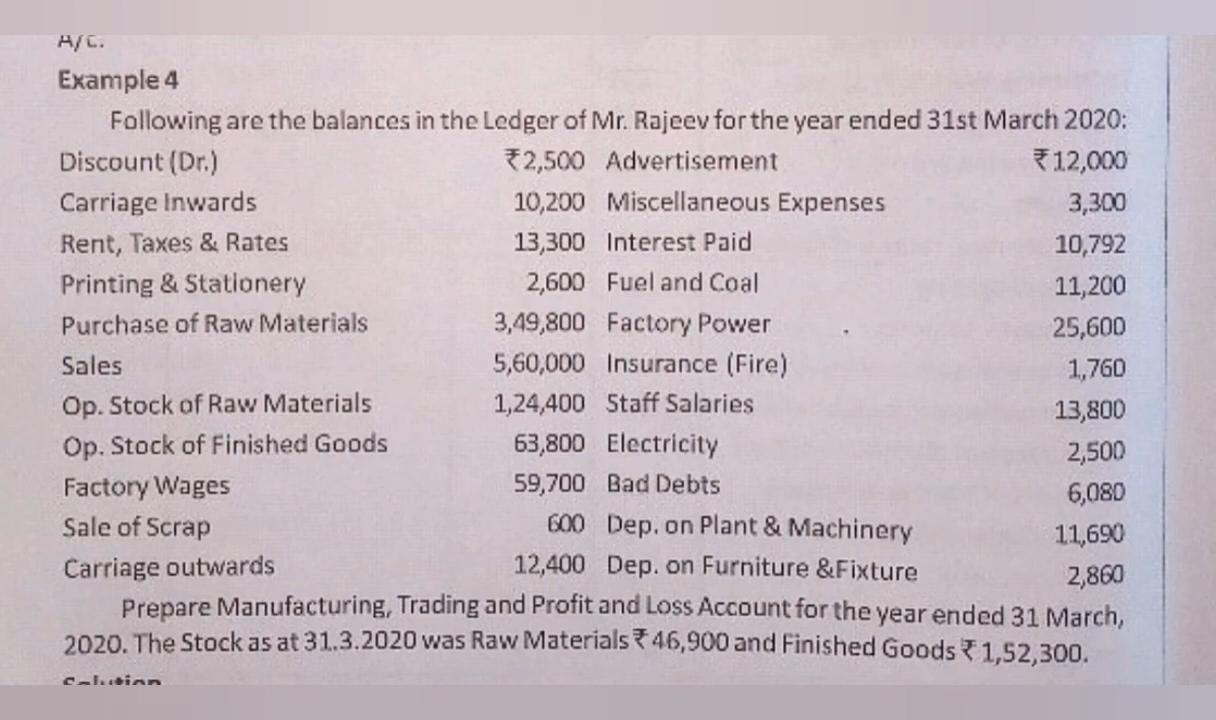 A/c.
Example 4
Following are the balances in the Ledger of Mr. Rajeev for the year ended 31st March 2020:
Discount (Dr.) ₹2,500 Advertisement ₹12,000
Carriage Inwards 10,200 Miscellaneous Expenses 3,300
Rent, Taxes & Rates 13,300 Interest Paid 10,792
Printing & Stationery 2,600 Fuel and Coal 11,200
Purchase of Raw Materials 3,49,800 Factory Power 25,600
Sales 5,60,000 Insurance (Fire) 1,760
Op. Stock of Raw Materials 1,24,400 Staff Salaries 13,800
Op. Stock of Finished Goods 63,800 Electricity 2,500
Factory Wages 59,700 Bad Debts 6,080
Sale of Scrap 600 Dep. on Plant & Machinery 11,690
Carriage outwards 12,400 Dep. on Furniture &Fixture 2,860
Prepare Manufacturing, Trading and Profit and Loss Account for the year ended 31 March,
2020. The Stock as at 31.3.2020 was Raw Materials ₹ 46,900 and Finished Goods ₹ 1,52,300.
Solution